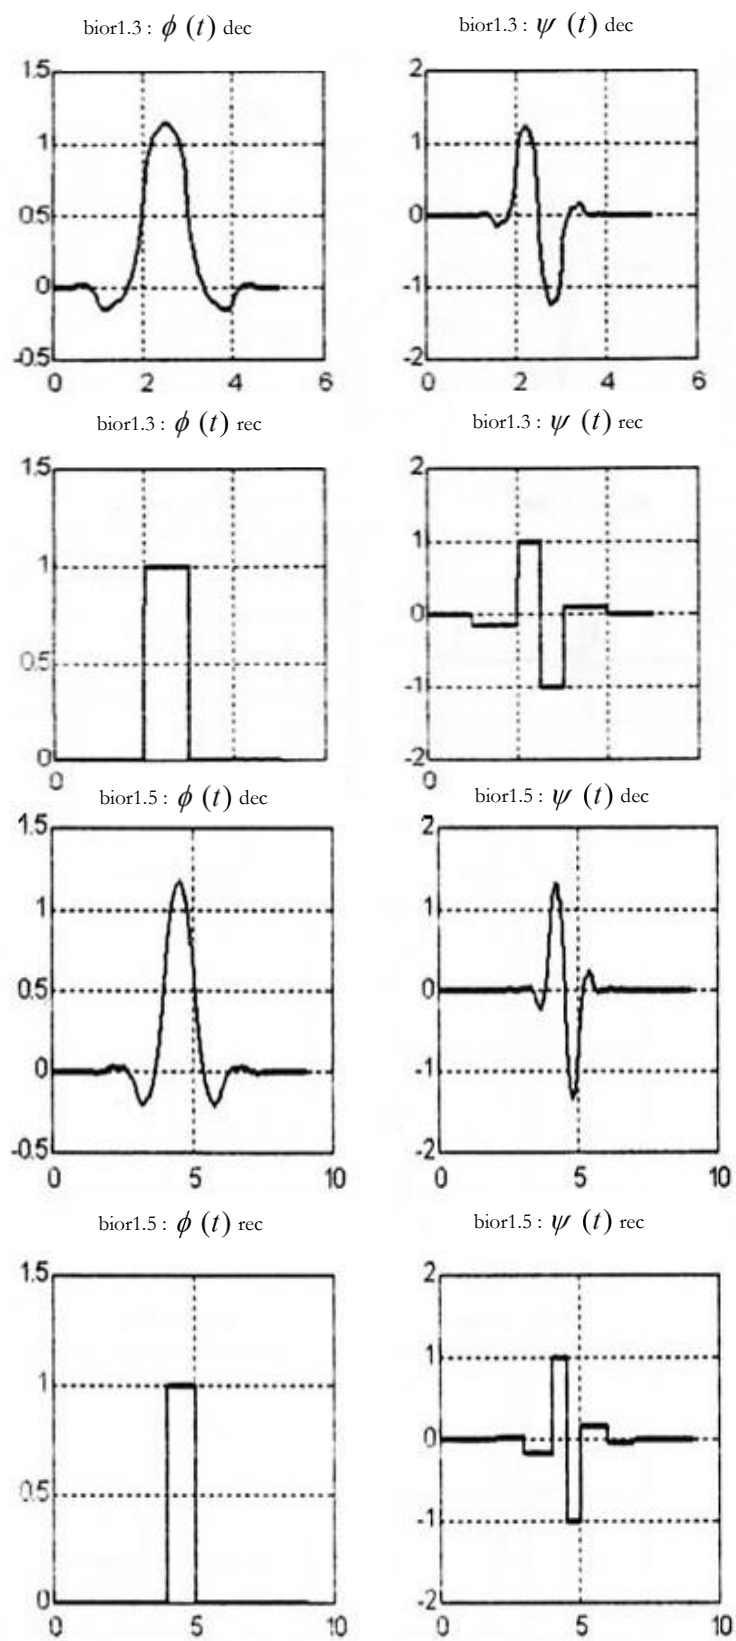 bior1.3 : ϕ (t) dec
bior1.3 : ψ (t) dec
1.5
1
0.5
0
-0.5
0 2 4 6
2
1
0
-1
-2
0 2 4 6
bior1.3 : ϕ (t) rec
bior1.3 : ψ (t) rec
1.5
1
0.5
0
0
2
1
0
-1
-2
0
bior1.5 : ϕ (t) dec
bior1.5 : ψ (t) dec
1.5
1
0.5
0
-0.5
0 5 10
2
1
0
-1
-2
0 5 10
bior1.5 : ϕ (t) rec
bior1.5 : ψ (t) rec
1.5
1
0.5
0
0 5 10
2
1
0
-1
-2
0 5 10